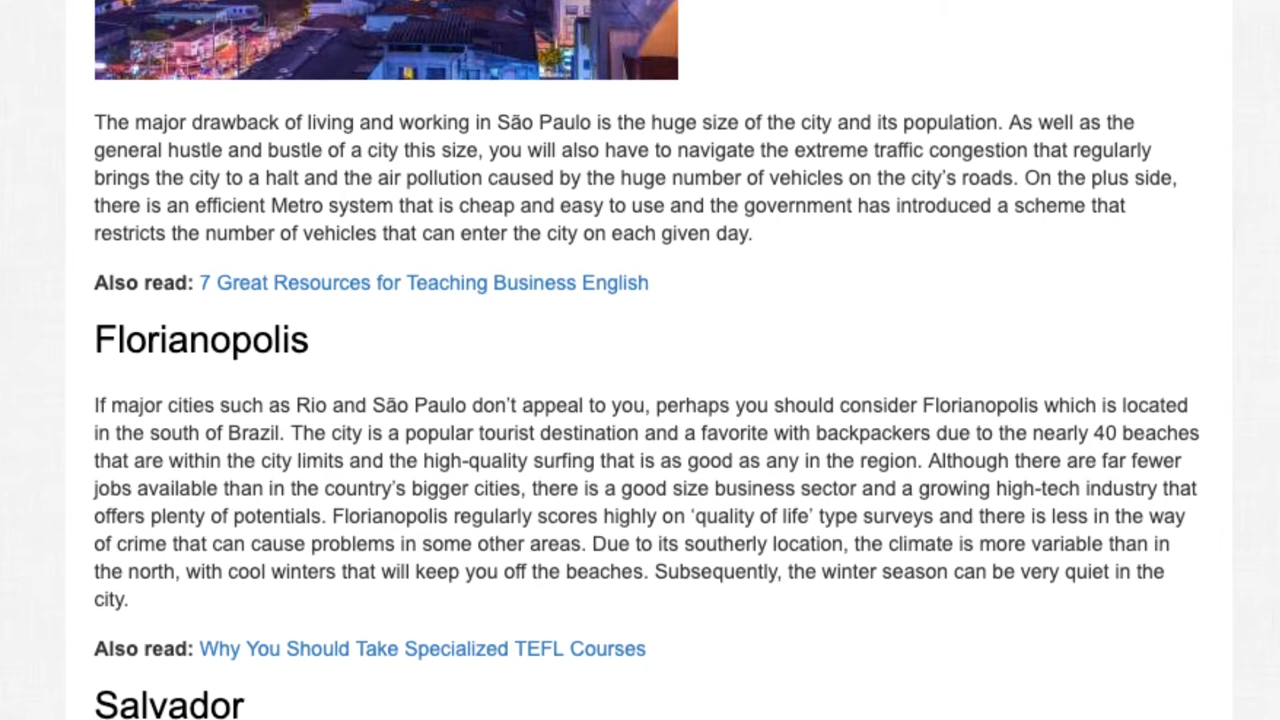 The major drawback of living and working in São Paulo is the huge size of the city and its population. As well as the
general hustle and bustle of a city this size, you will also have to navigate the extreme traffic congestion that regularly
brings the city to a halt and the air pollution caused by the huge number of vehicles on the city’s roads. On the plus side,
there is an efficient Metro system that is cheap and easy to use and the government has introduced a scheme that
restricts the number of vehicles that can enter the city on each given day.
Also read: 7 Great Resources for Teaching Business English
Florianopolis
If major cities such as Rio and São Paulo don’t appeal to you, perhaps you should consider Florianopolis which is located
in the south of Brazil. The city is a popular tourist destination and a favorite with backpackers due to the nearly 40 beaches
that are within the city limits and the high-quality surfing that is as good as any in the region. Although there are far fewer
jobs available than in the country’s bigger cities, there is a good size business sector and a growing high-tech industry that
offers plenty of potentials. Florianopolis regularly scores highly on ‘quality of life’ type surveys and there is less in the way
of crime that can cause problems in some other areas. Due to its southerly location, the climate is more variable than in
the north, with cool winters that will keep you off the beaches. Subsequently, the winter season can be very quiet in the
city.
Also read: Why You Should Take Specialized TEFL Courses
Salvador